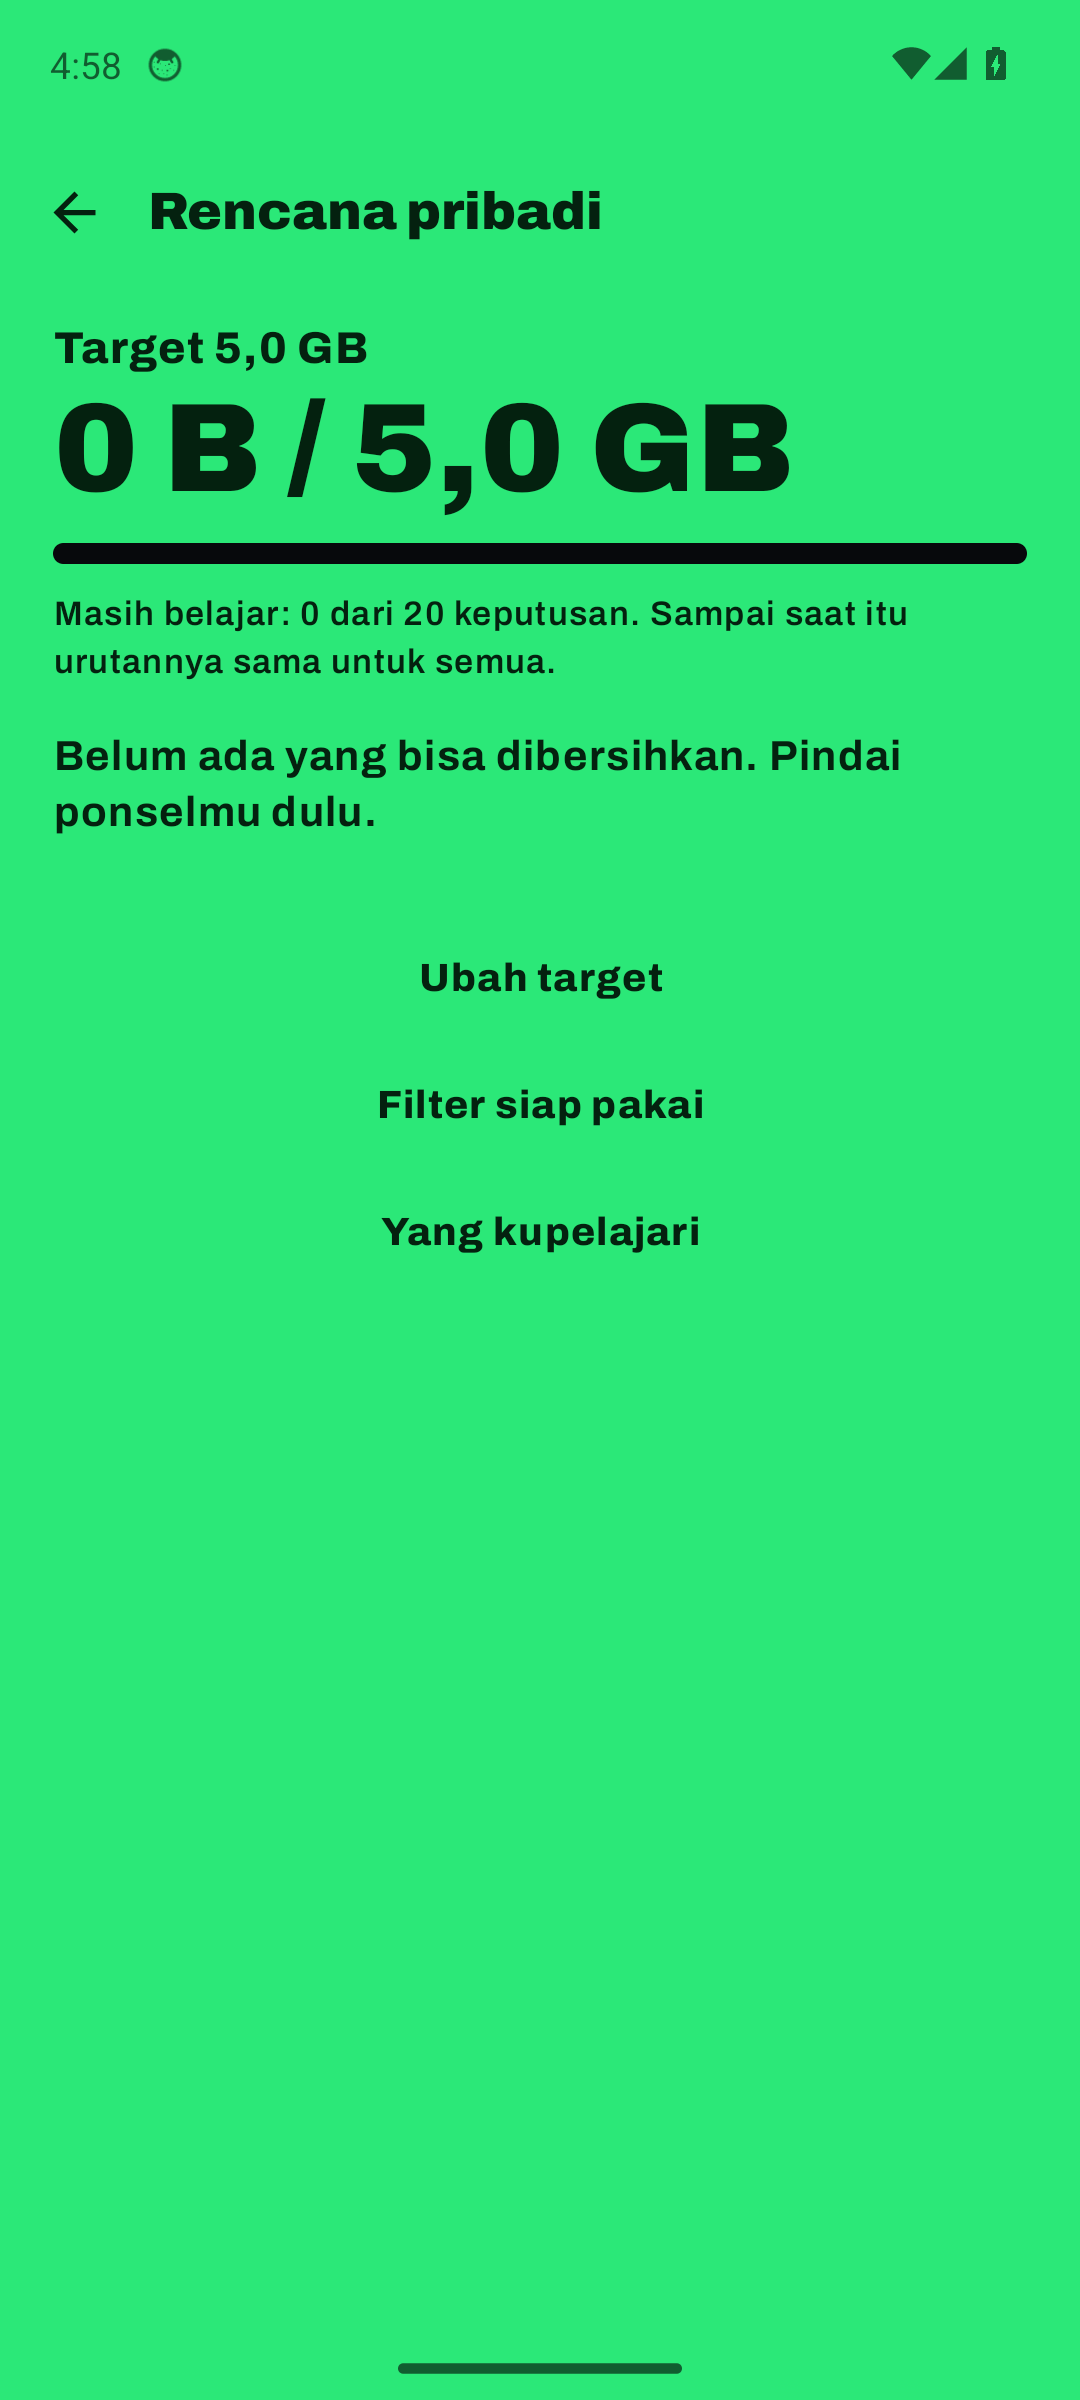 4:58
Rencana pribadi
Target 5,0 GB
0 B / 5,0 GB
Masih belajar: 0 dari 20 keputusan. Sampai saat itu
urutannya sama untuk semua.
Belum ada yang bisa dibersihkan. Pindai
ponselmu dulu.
Ubah target
Filter siap pakai
Yang kupelajari